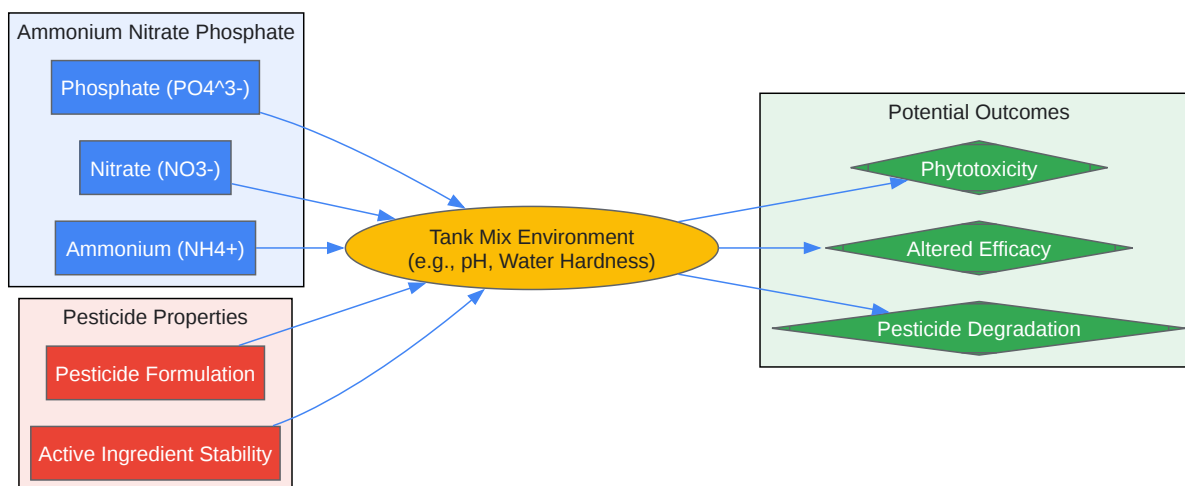 Ammonium Nitrate Phosphate
Phosphate (PO4^3-)
Nitrate (NO3-)
Ammonium (NH4+)
Pesticide Properties
Pesticide Formulation
Active Ingredient Stability
Tank Mix Environment
(e.g., pH, Water Hardness)
Potential Outcomes
Phytotoxicity
Altered Efficacy
Pesticide Degradation